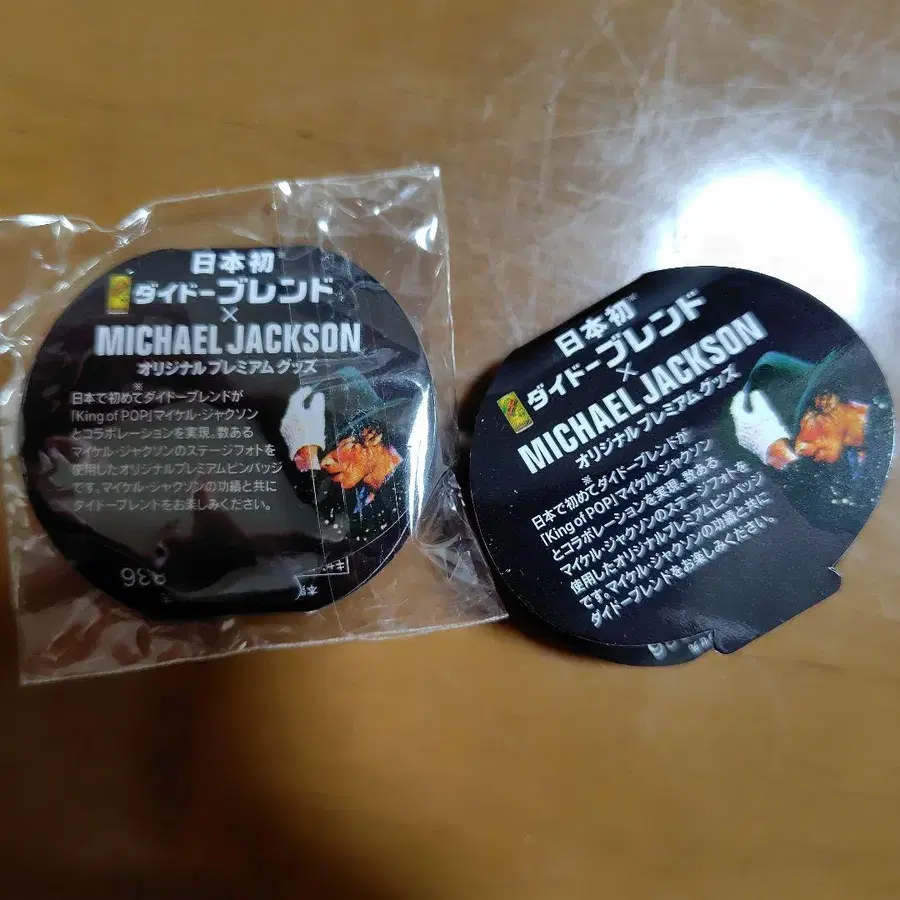 日本初※
ダイドーブレンド
×
MICHAEL JACKSON
オリジナルプレミアムグッズ
日本で初めて※ダイドーブレンドが
「King of POP」マイケル・ジャクソン
とコラボレーションを実現。数ある
マイケル・ジャクソンのステージフォトを
使用したオリジナルプレミアムピンバッジ
です。マイケル・ジャクソンの功績と共に
ダイドーブレンドをお楽しみください。
936
日本初※
ダイドーブレンド
×
MICHAEL JACKSON
オリジナルプレミアムグッズ
日本で初めて※ダイドーブレンドが
「King of POP」マイケル・ジャクソン
とコラボレーションを実現。数ある
マイケル・ジャクソンのステージフォトを
使用したオリジナルプレミアムピンバッジ
です。マイケル・ジャクソンの功績と共に
ダイドーブレンドをお楽しみください。